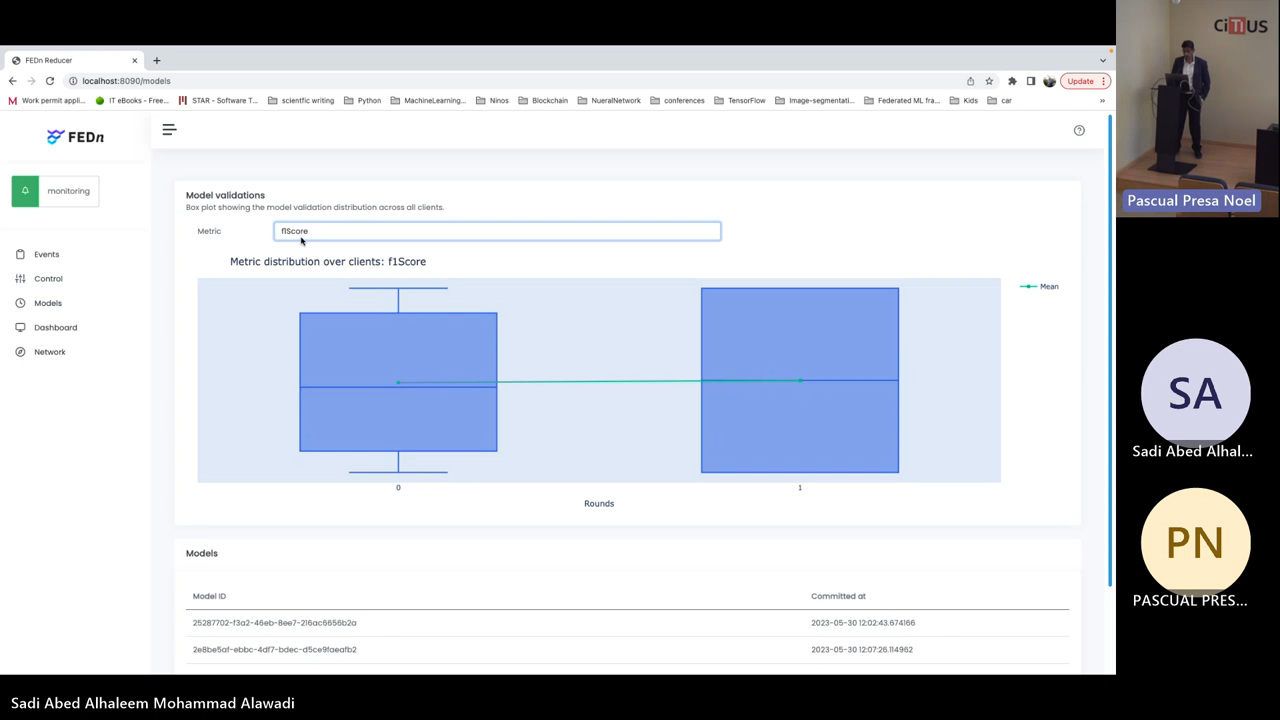 FEDn Reducer
localhost:8090/models
Update
Work permit appli...
IT eBooks - Free...
STAR - Software T...
scienfic writing
Python
MachineLearning...
Ninos
Blockchain
NueralNetwork
conferences
TensorFlow
Image-segmentati...
Federated ML fra...
Kids
car
»
FEDn
monitoring
Events
Control
Models
Dashboard
Network
Model validations
Box plot showing the model validation distribution across all clients.
Metric
f1Score
Metric distribution over clients: f1Score
Mean
0
1
Rounds
Models
Model ID
Committed at
25287702-f3a2-46eb-8ee7-216ac6656b2a
2023-05-30 12:02:43.674166
2e8be5af-ebbc-4df7-bdec-d5ce9faeafb2
2023-05-30 12:07:26.114962
CiTIUS
Pascual Presa Noel
SA
Sadi Abed Alhal...
PN
PASCUAL PRES...
Sadi Abed Alhaleem Mohammad Alawadi